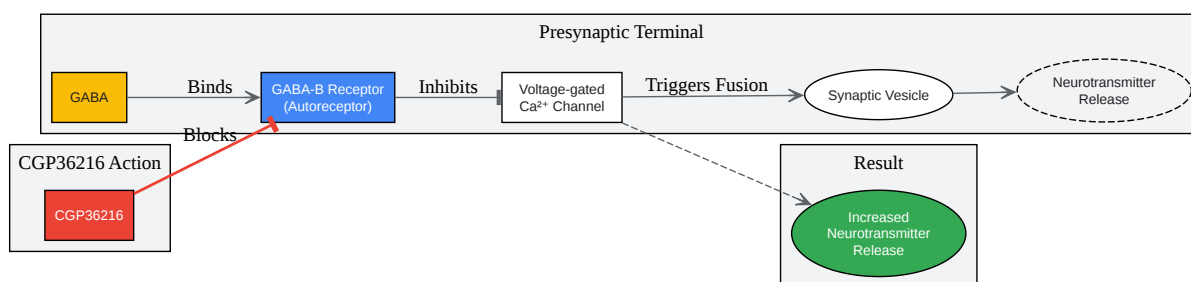 Presynaptic Terminal
GABA
Binds
GABA-B Receptor
(Autoreceptor)
Inhibits
Voltage-gated
Ca²⁺ Channel
Triggers Fusion
Synaptic Vesicle
Neurotransmitter
Release
Blocks
CGP36216 Action
CGP36216
Result
Increased
Neurotransmitter
Release